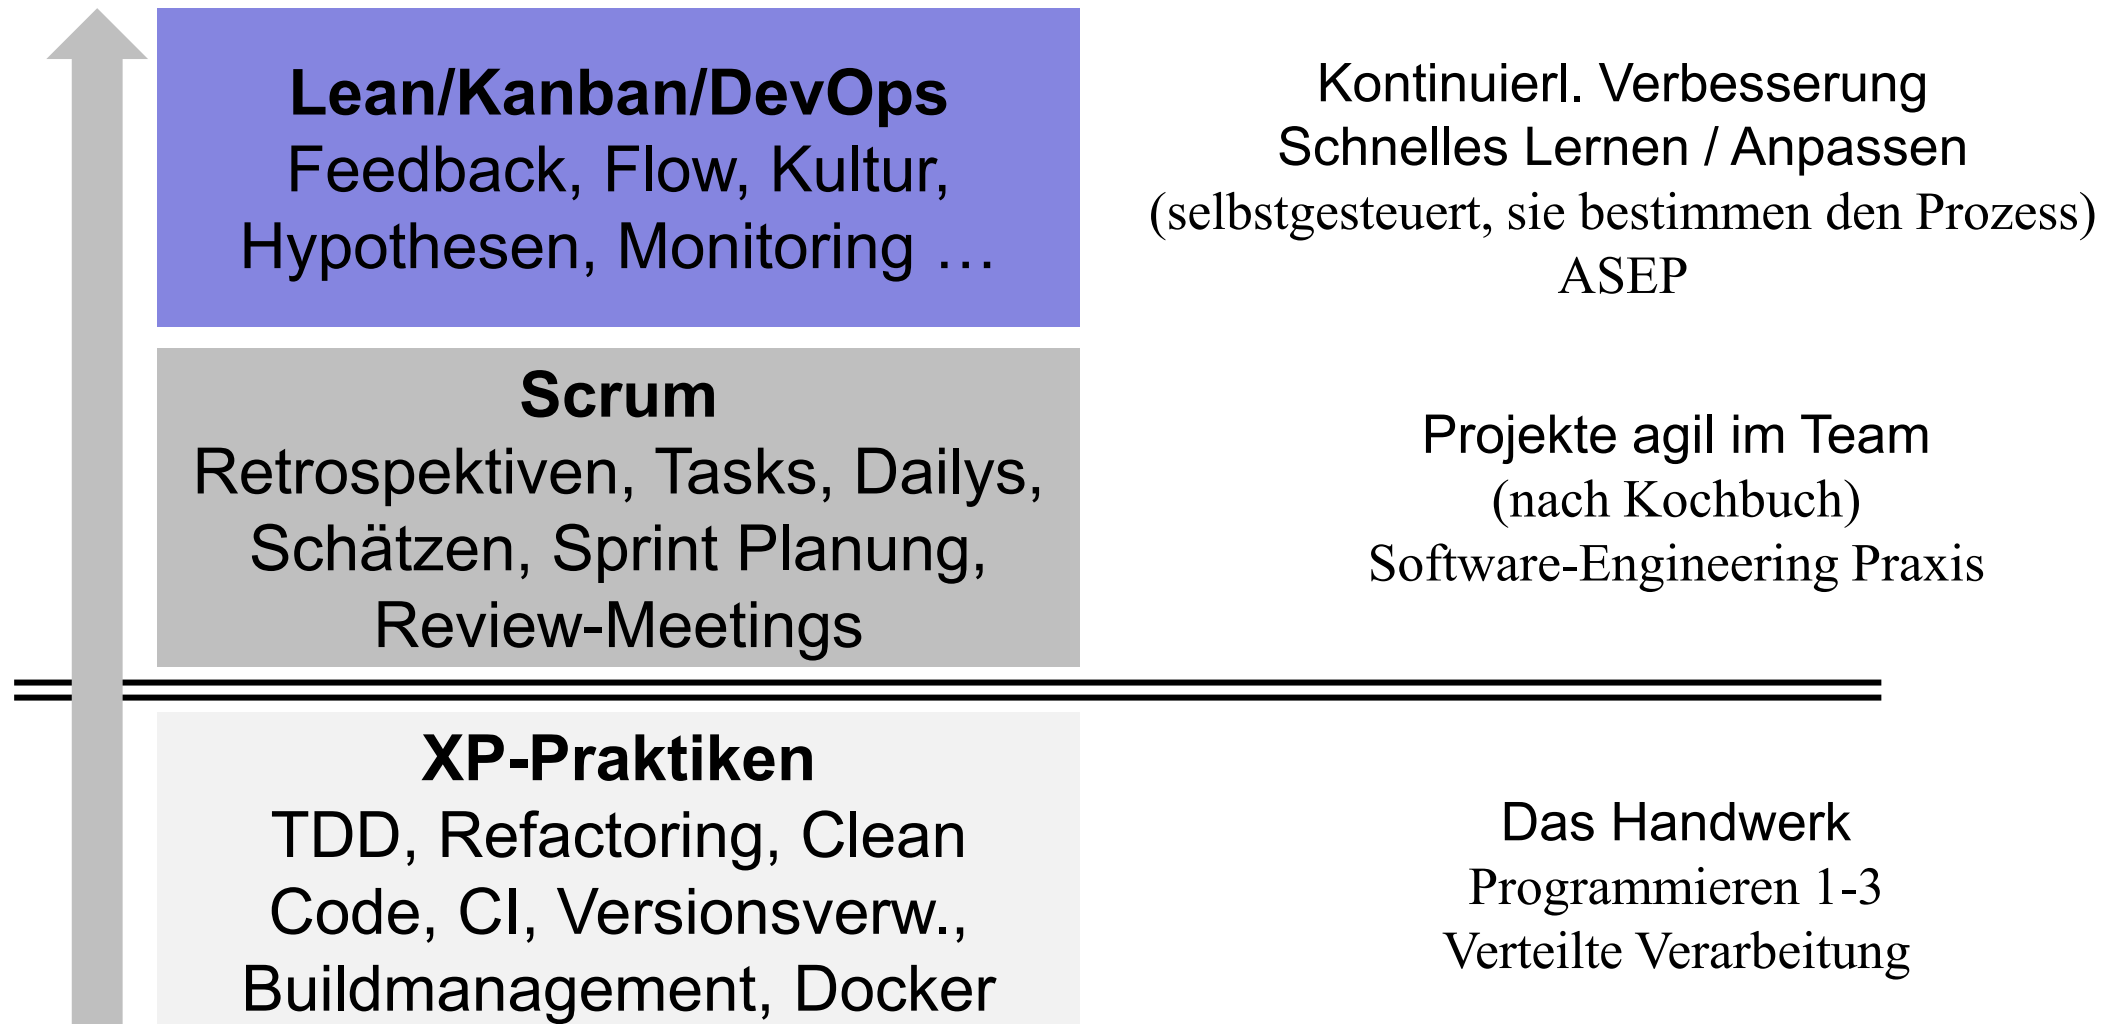 Lean/Kanban/DevOps
Feedback, Flow, Kultur,
Hypothesen, Monitoring …
Kontinuierl. Verbesserung
Schnelles Lernen / Anpassen
(selbstgesteuert, sie bestimmen den Prozess)
ASEP
Scrum
Retrospektiven, Tasks, Dailys,
Schätzen, Sprint Planung,
Review-Meetings
Projekte agil im Team
(nach Kochbuch)
Software-Engineering Praxis
XP-Praktiken
TDD, Refactoring, Clean
Code, CI, Versionsverw.,
Buildmanagement, Docker
Das Handwerk
Programmieren 1-3
Verteilte Verarbeitung